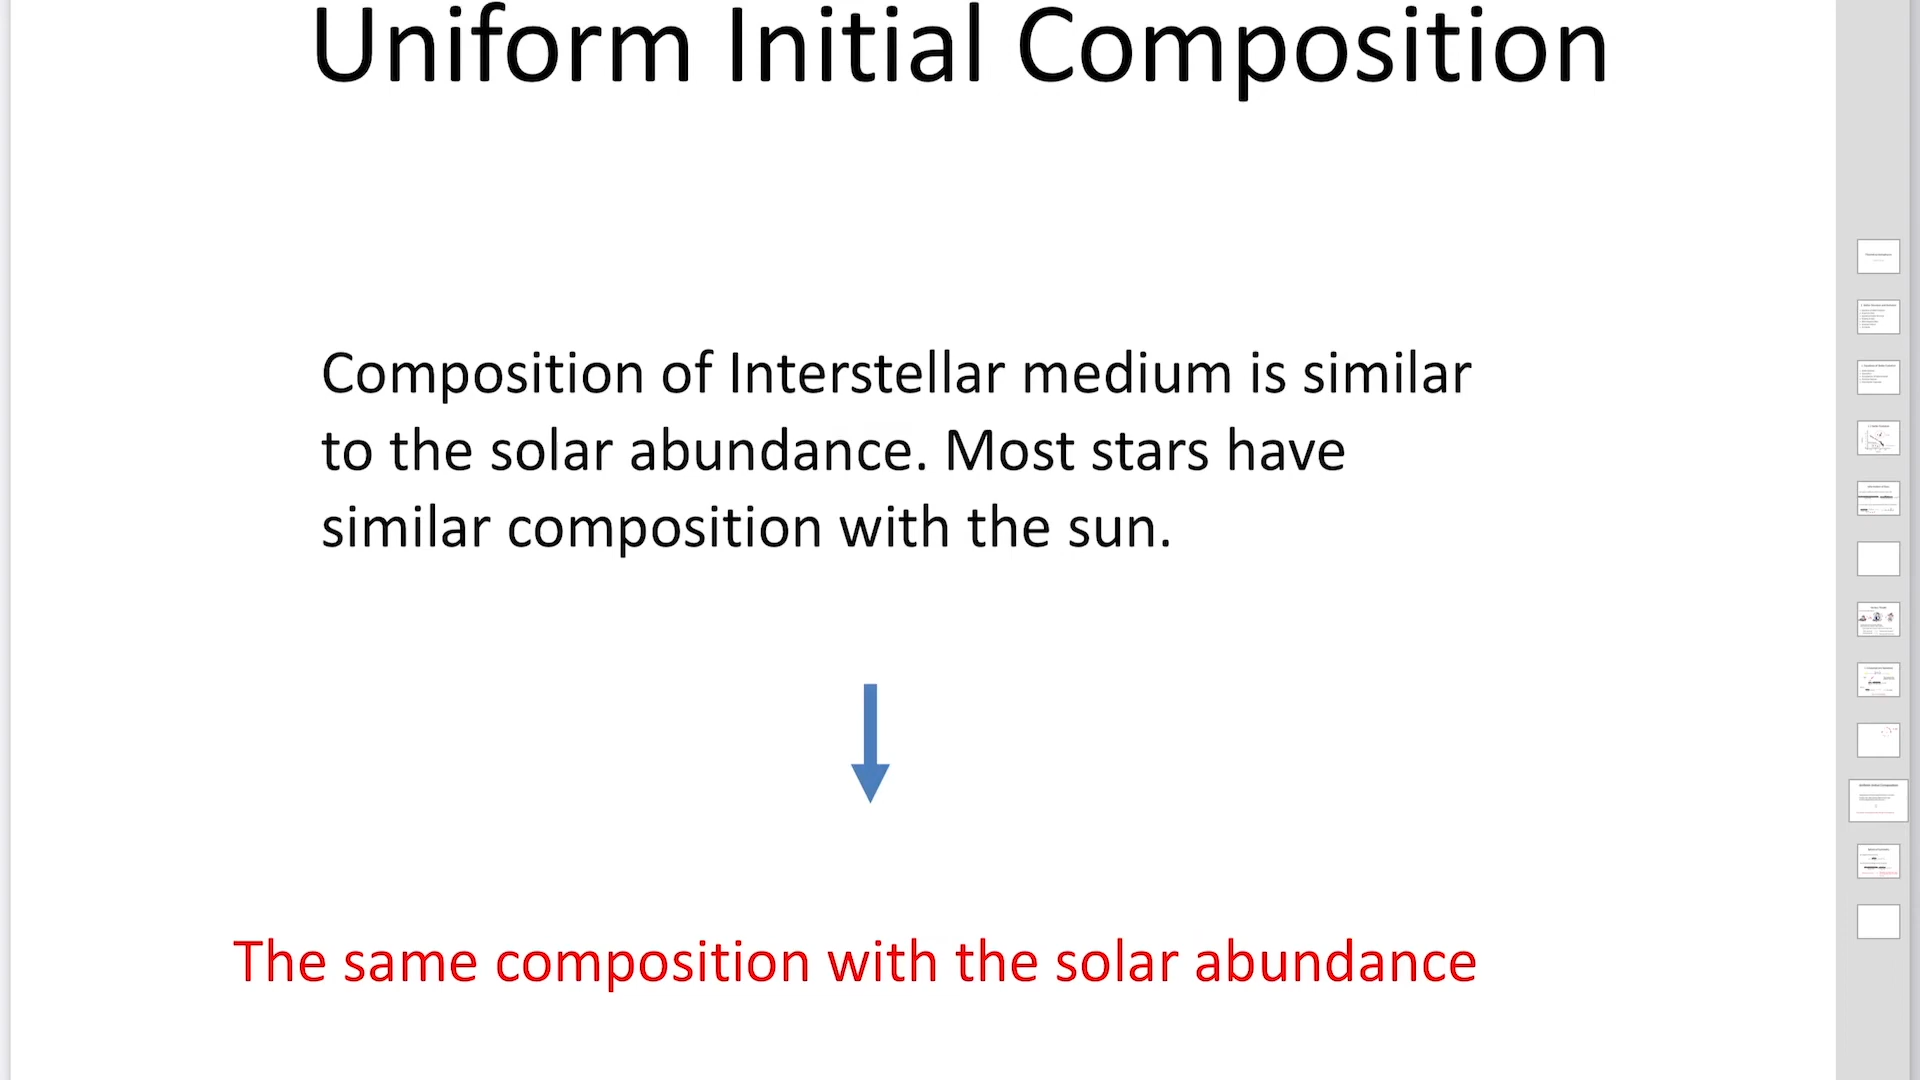 Uniform Initial Composition
Composition of Interstellar medium is similar
to the solar abundance. Most stars have
similar composition with the sun.
The same composition with the solar abundance